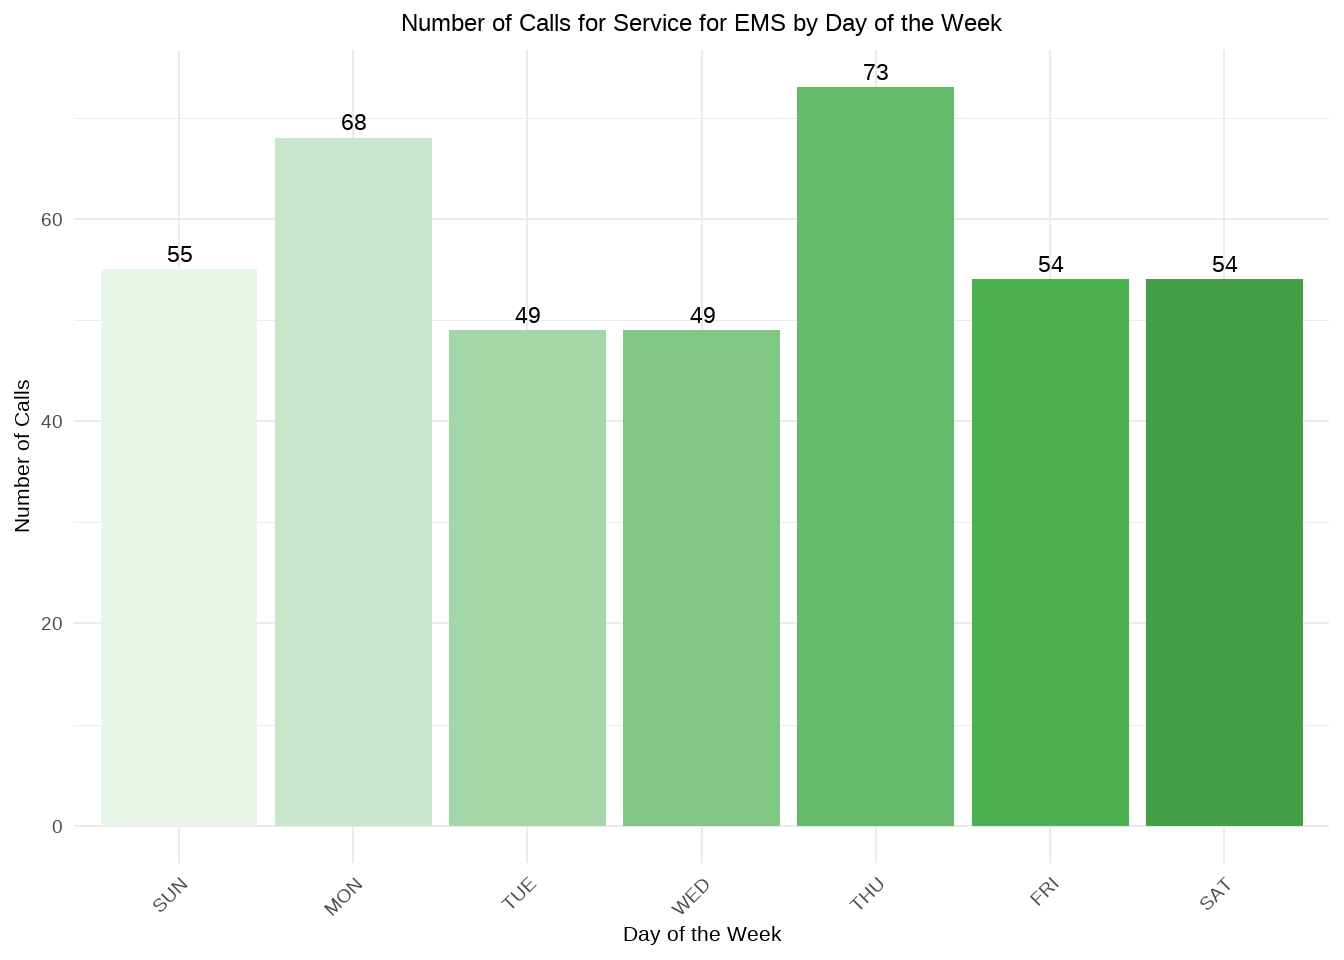 Number of Calls for Service for EMS by Day of the Week
73
68
60
55
54
54
49
49
Number of Calls
40
20
0
SUN
MON
TUE
WED
THU
FRI
SAT
Day of the Week